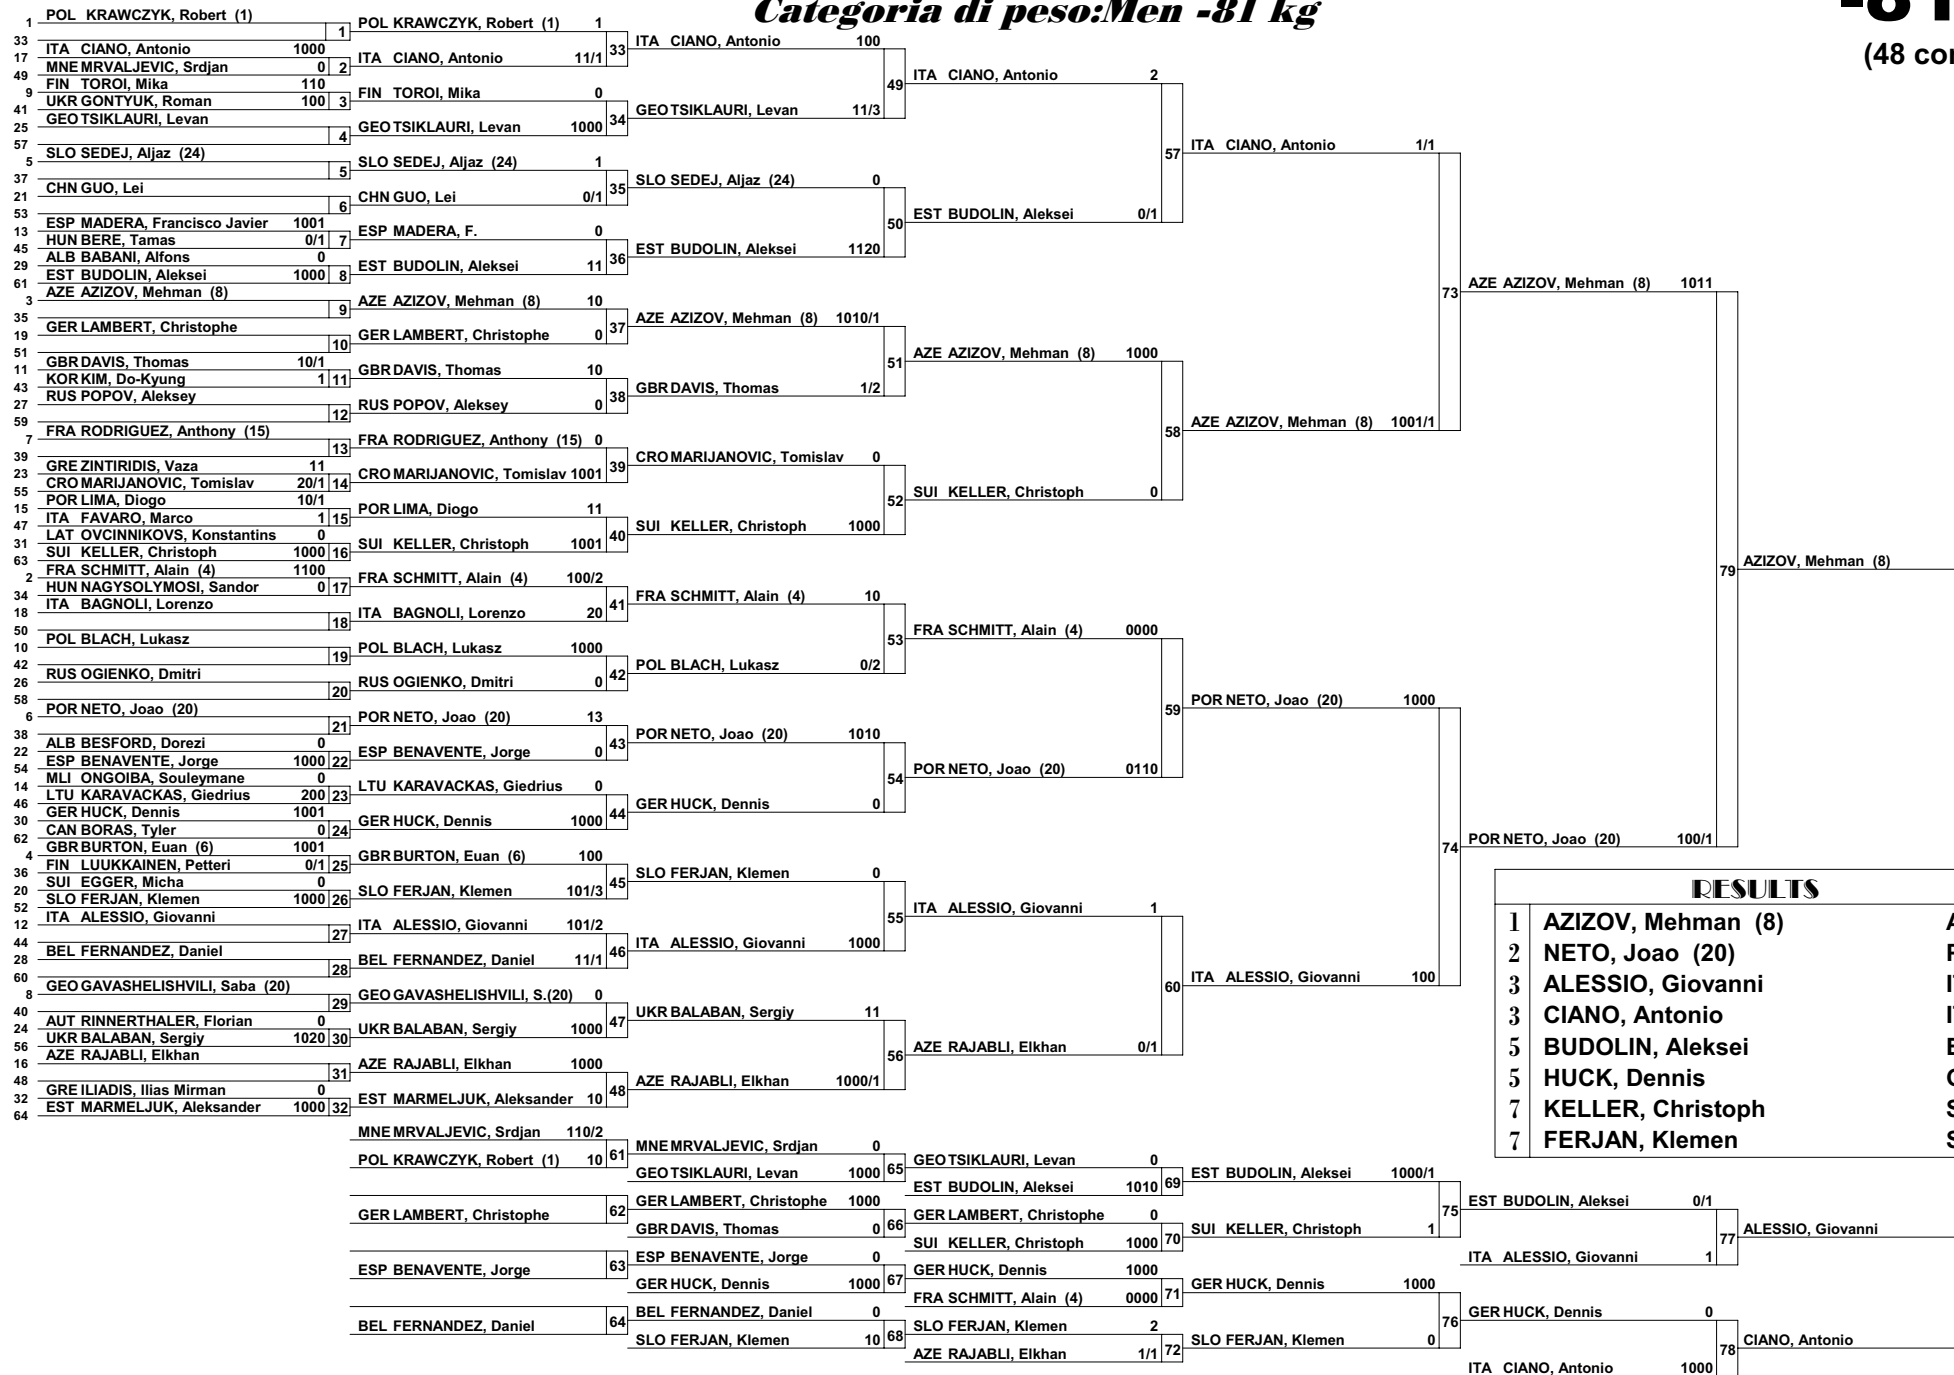 Categoria di peso:Men -81 kg
-81
(48 con
1 POL KRAWCZYK, Robert (1)
33
1
17 ITA CIANO, Antonio 1000
49 MNE MRVALJEVIC, Srdjan 0 2
9 FIN TOROI, Mika 110
41 UKR GONTYUK, Roman 100 3
25 GEO TSIKLAURI, Levan
57
4
5 SLO SEDEJ, Aljaz (24)
37
5
21 CHN GUO, Lei
53
6
13 ESP MADERA, Francisco Javier 1001
45 HUN BERE, Tamas 0/1 7
29 ALB BABANI, Alfons 0
61 EST BUDOLIN, Aleksei 1000 8
3 AZE AZIZOV, Mehman (8)
35
9
19 GER LAMBERT, Christophe
51
10
11 GBR DAVIS, Thomas 10/1
43 KOR KIM, Do-Kyung 1 11
27 RUS POPOV, Aleksey
59
12
7 FRA RODRIGUEZ, Anthony (15)
39
13
23 GRE ZINTIRIDIS, Vaza 11
55 CRO MARIJANOVIC, Tomislav 20/1 14
15 POR LIMA, Diogo 10/1
47 ITA FAVARO, Marco 1 15
31 LAT OVCINNIKOVS, Konstantins 0
63 SUI KELLER, Christoph 1000 16
2 FRA SCHMITT, Alain (4) 1100
34 HUN NAGYSOLYMOSI, Sandor 0 17
18 ITA BAGNOLI, Lorenzo
50
18
10 POL BLACH, Lukasz
42
19
26 RUS OGIENKO, Dmitri
58
20
6 POR NETO, Joao (20)
38
21
22 ALB BESFORD, Dorezi 0
54 ESP BENAVENTE, Jorge 1000 22
14 MLI ONGOIBA, Souleymane 0
46 LTU KARAVACKAS, Giedrius 200 23
30 GER HUCK, Dennis 1001
62 CAN BORAS, Tyler 0 24
4 GBR BURTON, Euan (6) 1001
36 FIN LUUKKAINEN, Petteri 0/1 25
20 SUI EGGER, Micha 0
52 SLO FERJAN, Klemen 1000 26
12 ITA ALESSIO, Giovanni
44
27
28 BEL FERNANDEZ, Daniel
60
28
8 GEO GAVASHELISHVILI, Saba (20)
40
29
24 AUT RINNERTHALER, Florian 0
56 UKR BALABAN, Sergiy 1020 30
16 AZE RAJABLI, Elkhan
48
31
32 GRE ILIADIS, Ilias Mirman 0
64 EST MARMELJUK, Aleksander 1000 32
POL KRAWCZYK, Robert (1) 1
ITA CIANO, Antonio 11/1
33
FIN TOROI, Mika 0
GEO TSIKLAURI, Levan 1000
34
SLO SEDEJ, Aljaz (24) 1
CHN GUO, Lei 0/1
35
ESP MADERA, F. 0
EST BUDOLIN, Aleksei 11
36
AZE AZIZOV, Mehman (8) 10
GER LAMBERT, Christophe 0
37
GBR DAVIS, Thomas 10
RUS POPOV, Aleksey 0
38
FRA RODRIGUEZ, Anthony (15) 0
CRO MARIJANOVIC, Tomislav 1001
39
POR LIMA, Diogo 11
SUI KELLER, Christoph 1001
40
FRA SCHMITT, Alain (4) 100/2
ITA BAGNOLI, Lorenzo 20
41
POL BLACH, Lukasz 1000
RUS OGIENKO, Dmitri 0
42
POR NETO, Joao (20) 13
ESP BENAVENTE, Jorge 0
43
LTU KARAVACKAS, Giedrius 0
GER HUCK, Dennis 1000
44
GBR BURTON, Euan (6) 100
SLO FERJAN, Klemen 101/3
45
ITA ALESSIO, Giovanni 101/2
BEL FERNANDEZ, Daniel 11/1
46
GEO GAVASHELISHVILI, S.(20) 0
UKR BALABAN, Sergiy 1000
47
AZE RAJABLI, Elkhan 1000
EST MARMELJUK, Aleksander 10
48
ITA CIANO, Antonio 100
GEO TSIKLAURI, Levan 11/3
49
SLO SEDEJ, Aljaz (24) 0
EST BUDOLIN, Aleksei 1120
50
AZE AZIZOV, Mehman (8) 1010/1
GBR DAVIS, Thomas 1/2
51
CRO MARIJANOVIC, Tomislav 0
SUI KELLER, Christoph 1000
52
FRA SCHMITT, Alain (4) 10
POL BLACH, Lukasz 0/2
53
POR NETO, Joao (20) 1010
GER HUCK, Dennis 0
54
SLO FERJAN, Klemen 0
ITA ALESSIO, Giovanni 1000
55
UKR BALABAN, Sergiy 11
AZE RAJABLI, Elkhan 1000/1
56
ITA CIANO, Antonio 2
EST BUDOLIN, Aleksei 0/1
57
AZE AZIZOV, Mehman (8) 1000
SUI KELLER, Christoph 0
58
FRA SCHMITT, Alain (4) 0000
POR NETO, Joao (20) 0110
59
ITA ALESSIO, Giovanni 1
AZE RAJABLI, Elkhan 0/1
60
ITA CIANO, Antonio 1/1
AZE AZIZOV, Mehman (8) 1001/1
73
POR NETO, Joao (20) 1000
ITA ALESSIO, Giovanni 100
74
AZE AZIZOV, Mehman (8) 1011
POR NETO, Joao (20) 100/1
79
AZIZOV, Mehman (8)
RESULTS
1 AZIZOV, Mehman (8) A
2 NETO, Joao (20) P
3 ALESSIO, Giovanni I
3 CIANO, Antonio I
5 BUDOLIN, Aleksei E
5 HUCK, Dennis G
7 KELLER, Christoph S
7 FERJAN, Klemen S
MNE MRVALJEVIC, Srdjan 110/2
POL KRAWCZYK, Robert (1) 10
61
GER LAMBERT, Christophe
62
ESP BENAVENTE, Jorge
63
BEL FERNANDEZ, Daniel
64
MNE MRVALJEVIC, Srdjan 0
GEO TSIKLAURI, Levan 1000
65
GER LAMBERT, Christophe 1000
GBR DAVIS, Thomas 0
66
ESP BENAVENTE, Jorge 0
GER HUCK, Dennis 1000
67
BEL FERNANDEZ, Daniel 0
SLO FERJAN, Klemen 10
68
GEO TSIKLAURI, Levan 0
EST BUDOLIN, Aleksei 1010
69
GER LAMBERT, Christophe 0
SUI KELLER, Christoph 1000
70
GER HUCK, Dennis 1000
FRA SCHMITT, Alain (4) 0000
71
SLO FERJAN, Klemen 2
AZE RAJABLI, Elkhan 1/1
72
EST BUDOLIN, Aleksei 1000/1
SUI KELLER, Christoph 1
75
GER HUCK, Dennis 1000
SLO FERJAN, Klemen 0
76
EST BUDOLIN, Aleksei 0/1
ITA ALESSIO, Giovanni 1
77
GER HUCK, Dennis 0
ITA CIANO, Antonio 1000
78
ALESSIO, Giovanni
CIANO, Antonio